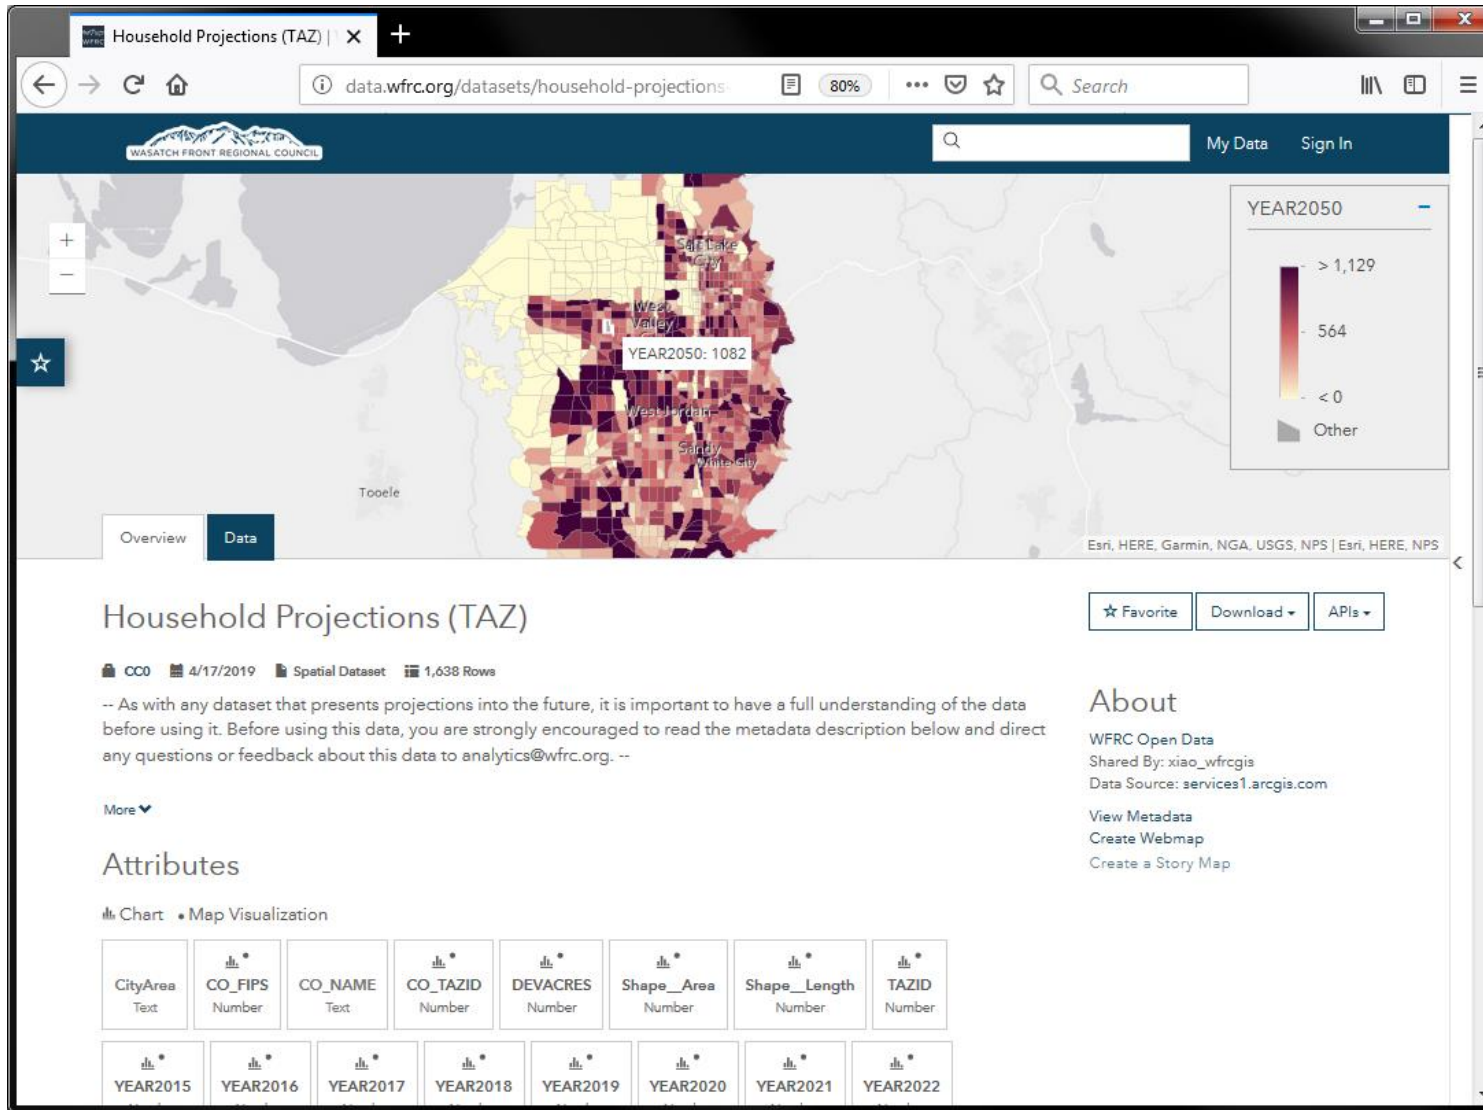 Household Projections (TAZ) |
data.wfrc.org/datasets/household-projections
80%
Search
WASATCH FRONT REGIONAL COUNCIL
My Data Sign In
YEAR2050
> 1,129
564
< 0
Other
Salt Lake
City
West
Valley
YEAR2050: 1082
West Jordan
Sandy
White City
Tooele
Overview Data
Esri, HERE, Garmin, NGA, USGS, NPS | Esri, HERE, NPS
Household Projections (TAZ)
Favorite Download APIs
CC0 4/17/2019 Spatial Dataset 1,638 Rows
-- As with any dataset that presents projections into the future, it is important to have a full understanding of the data
before using it. Before using this data, you are strongly encouraged to read the metadata description below and direct
any questions or feedback about this data to analytics@wfrc.org. --
More
About
WFRC Open Data
Shared By: xiao_wfrcgis
Data Source: services1.arcgis.com
View Metadata
Create Webmap
Create a Story Map
Attributes
Chart • Map Visualization
CityArea CO_FIPS CO_NAME CO_TAZID DEVACRES Shape__Area Shape__Length TAZID
Text Number Text Number Number Number Number Number
YEAR2015 YEAR2016 YEAR2017 YEAR2018 YEAR2019 YEAR2020 YEAR2021 YEAR2022